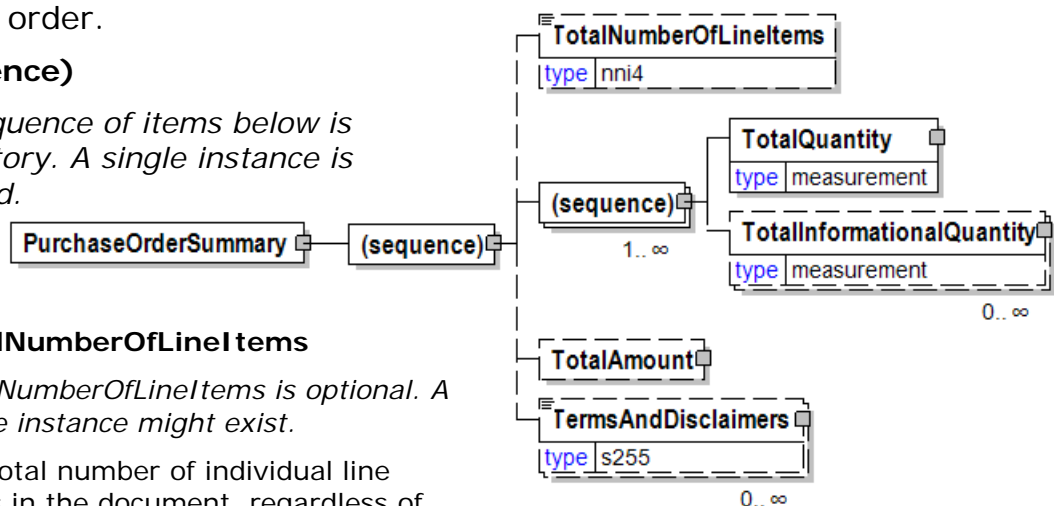 order.
ence)
quence of items below is
tory. A single instance is
d.
PurchaseOrderSummary
(sequence)
TotalNumberOfLineItems
type nni4
(sequence)
1.. ∞
TotalQuantity
type measurement
TotalInformationalQuantity
type measurement
0.. ∞
TotalAmount
TermsAndDisclaimers
type s255
0.. ∞
lNumberOfLineItems
NumberOfLineItems is optional. A
e instance might exist.
otal number of individual line
s in the document, regardless of